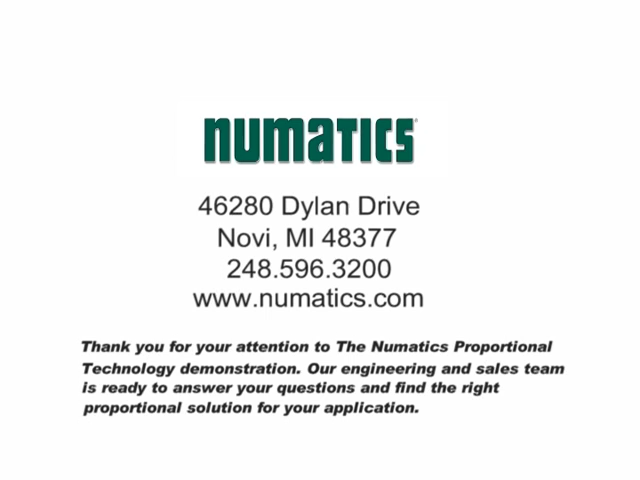 numatics
46280 Dylan Drive
Novi, MI 48377
248.596.3200
www.numatics.com
Thank you for your attention to The Numatics Proportional
Technology demonstration. Our engineering and sales team
is ready to answer your questions and find the right
proportional solution for your application.